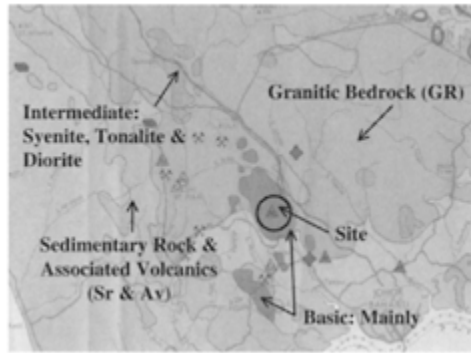 Intermediate:
Syenite, Tonalite &
Diorite
Granitic Bedrock (GR)
Site
Sedimentary Rock &
Associated Volcanics
(Sr & Av)
Basic: Mainly